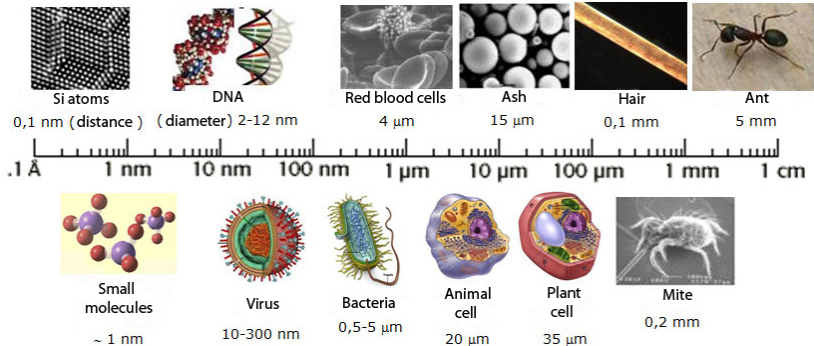 Si atoms
DNA
Red blood cells
Ash
Hair
Ant
0,1 nm (distance )
(diameter) 2-12 nm
4 µm
15 µm
0,1 mm
5 mm
.1 Å
1 nm
10 nm
100 nm
1 µm
10 µm
100 µm
1 mm
1 cm
Small
molecules
~ 1 nm
Virus
10-300 nm
Bacteria
0,5-5 µm
Animal
cell
20 µm
Plant
cell
35 µm
Mite
0,2 mm